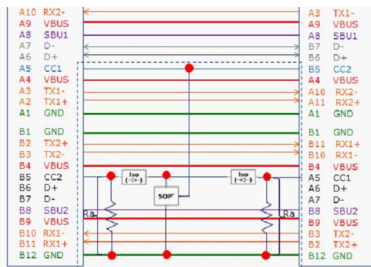 A10 RX2- A3 TX1-
A9 VBUS A9 VBUS
A8 SBU1 A8 SBU1
A7 D- B7 D-
A6 D+ B6 D+
A5 CC1 B5 CC2
A4 VBUS A4 VBUS
A3 TX1- A10 RX2-
A2 TX1+ A11 RX2+
A1 GND A1 GND
B1 GND B1 GND
B2 TX2+ B11 RX1+
B3 TX2- B10 RX1-
B4 VBUS B4 VBUS
B5 CC2 Iso Iso A5 CC1
B6 D+ A6 D+
B7 D- SOP' A7 D-
B8 SBU2 Ra Ra B8 SBU2
B9 VBUS B9 VBUS
B10 RX1- B3 TX2-
B11 RX1+ B2 TX2+
B12 GND B12 GND